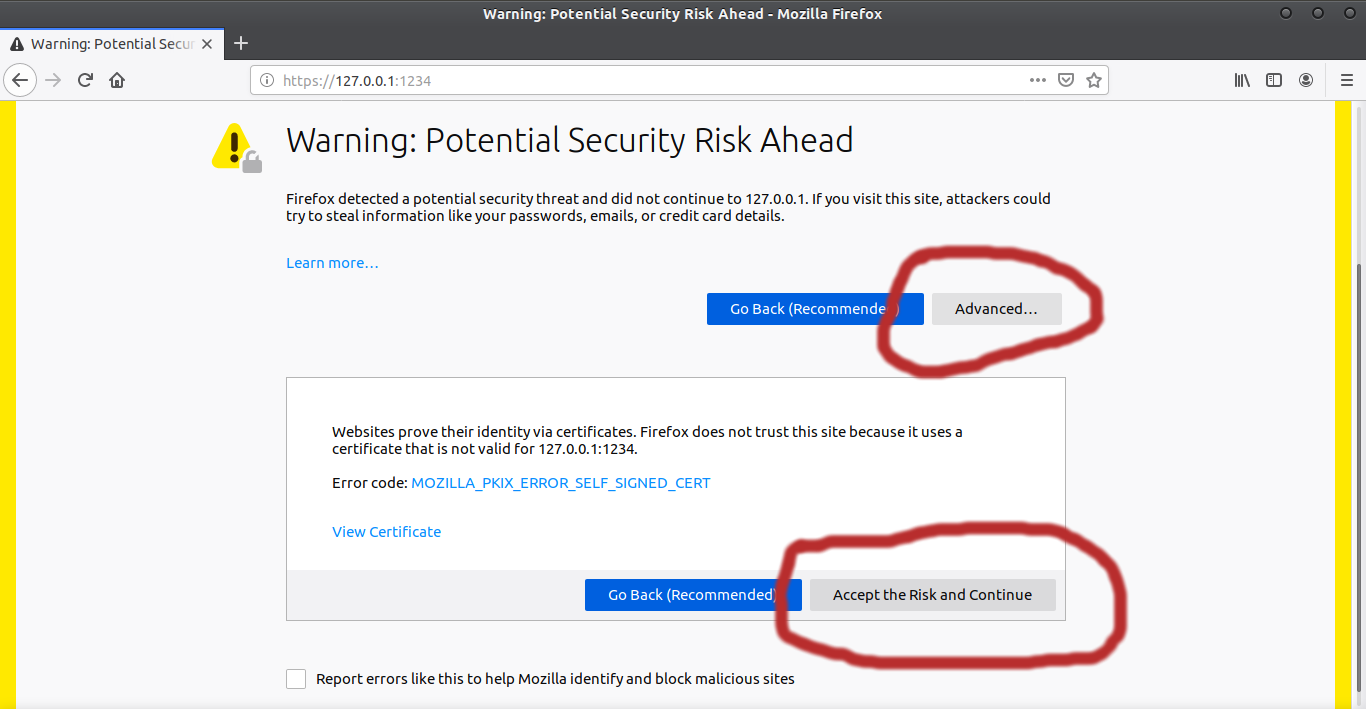 Warning: Potential Security Risk Ahead - Mozilla Firefox
Warning: Potential Secur
https://127.0.0.1:1234
Warning: Potential Security Risk Ahead
Firefox detected a potential security threat and did not continue to 127.0.0.1. If you visit this site, attackers could
try to steal information like your passwords, emails, or credit card details.
Learn more…
Go Back (Recommended) Advanced…
Websites prove their identity via certificates. Firefox does not trust this site because it uses a
certificate that is not valid for 127.0.0.1:1234.
Error code: MOZILLA_PKIX_ERROR_SELF_SIGNED_CERT
View Certificate
Go Back (Recommended) Accept the Risk and Continue
Report errors like this to help Mozilla identify and block malicious sites